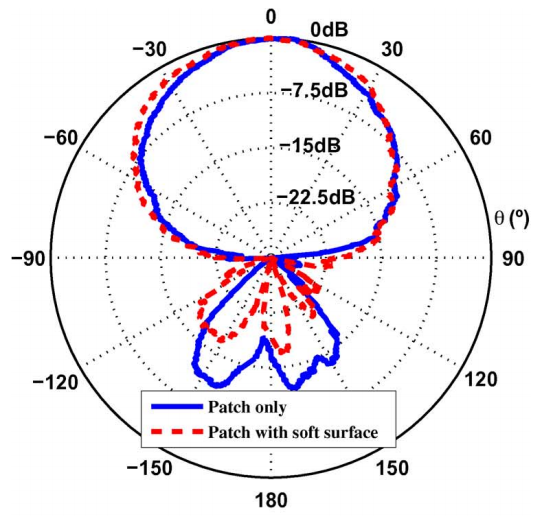 0
0dB
−30
30
−7.5dB
−60
60
−15dB
−22.5dB
θ (º)
−90
90
−120
120
Patch only
Patch with soft surface
−150
150
180